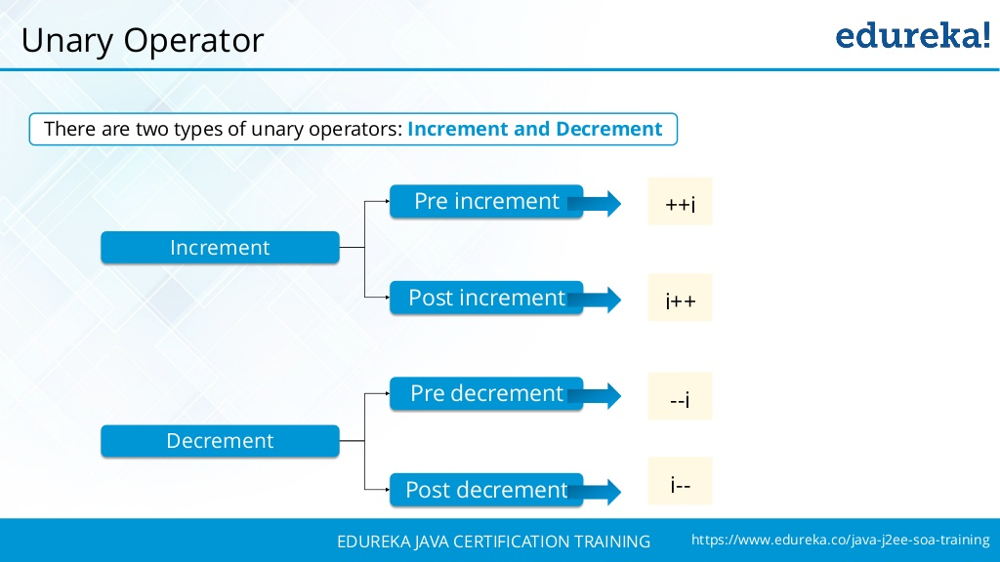 Unary Operator
edureka!
There are two types of unary operators: Increment and Decrement
Pre increment
++i
Increment
Post increment
i++
Pre decrement
--i
Decrement
Post decrement
i--
EDUREKA JAVA CERTIFICATION TRAINING
https://www.edureka.co/java-j2ee-soa-training